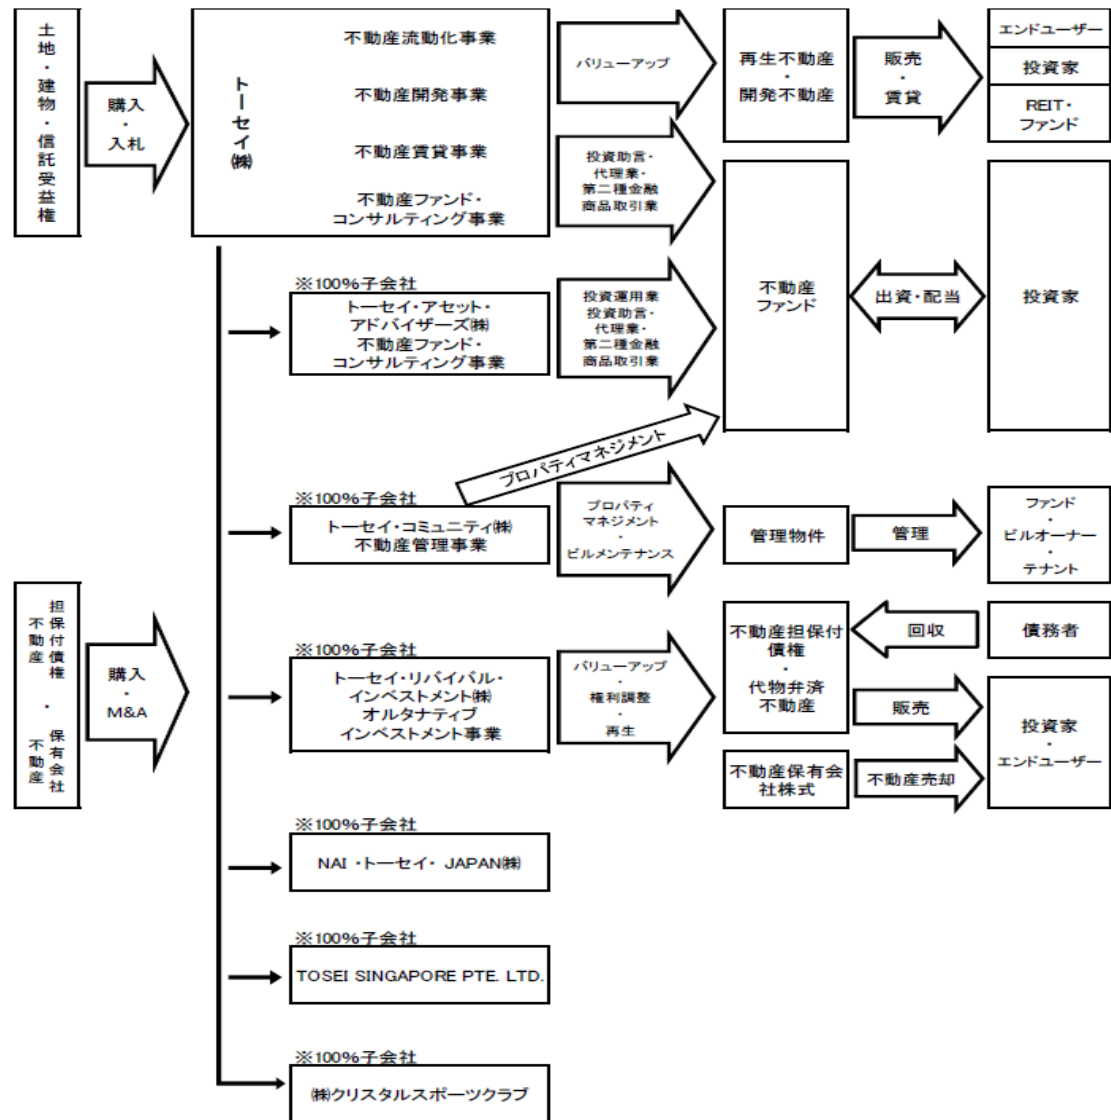 土地・建物・信託受益権
購入
・
入札
トーセイ㈱
不動産流動化事業
不動産開発事業
不動産賃貸事業
不動産ファンド・
コンサルティング事業
バリューアップ
再生不動産
・
開発不動産
販売
・
賃貸
エンドユーザー
投資家
REIT・
ファンド
投資助言・
代理業・
第二種金融
商品取引業
※100%子会社
トーセイ・アセット・
アドバイザーズ㈱
不動産ファンド・
コンサルティング事業
投資運用業
投資助言・
代理業・
第二種金融
商品取引業
不動産
ファンド
出資・配当
投資家
プロパティマネジメント
※100%子会社
トーセイ・コミュニティ㈱
不動産管理事業
プロパティ
マネジメント
・
ビルメンテナンス
管理物件
管理
ファンド
・
ビルオーナー
・
テナント
担保付債権・保有会社
不動産　不動産
購入
・
M&A
※100%子会社
トーセイ・リバイバル・
インベストメント㈱
オルタナティブ
インベストメント事業
バリューアップ
・
権利調整
・
再生
不動産担保付
債権
・
代物弁済
不動産
回収
債務者
販売
投資家
・
エンドユーザー
不動産保有会
社株式
不動産売却
※100%子会社
NAI ・トーセイ・ JAPAN㈱
※100%子会社
TOSEI SINGAPORE PTE. LTD.
※100%子会社
㈱クリスタルスポーツクラブ